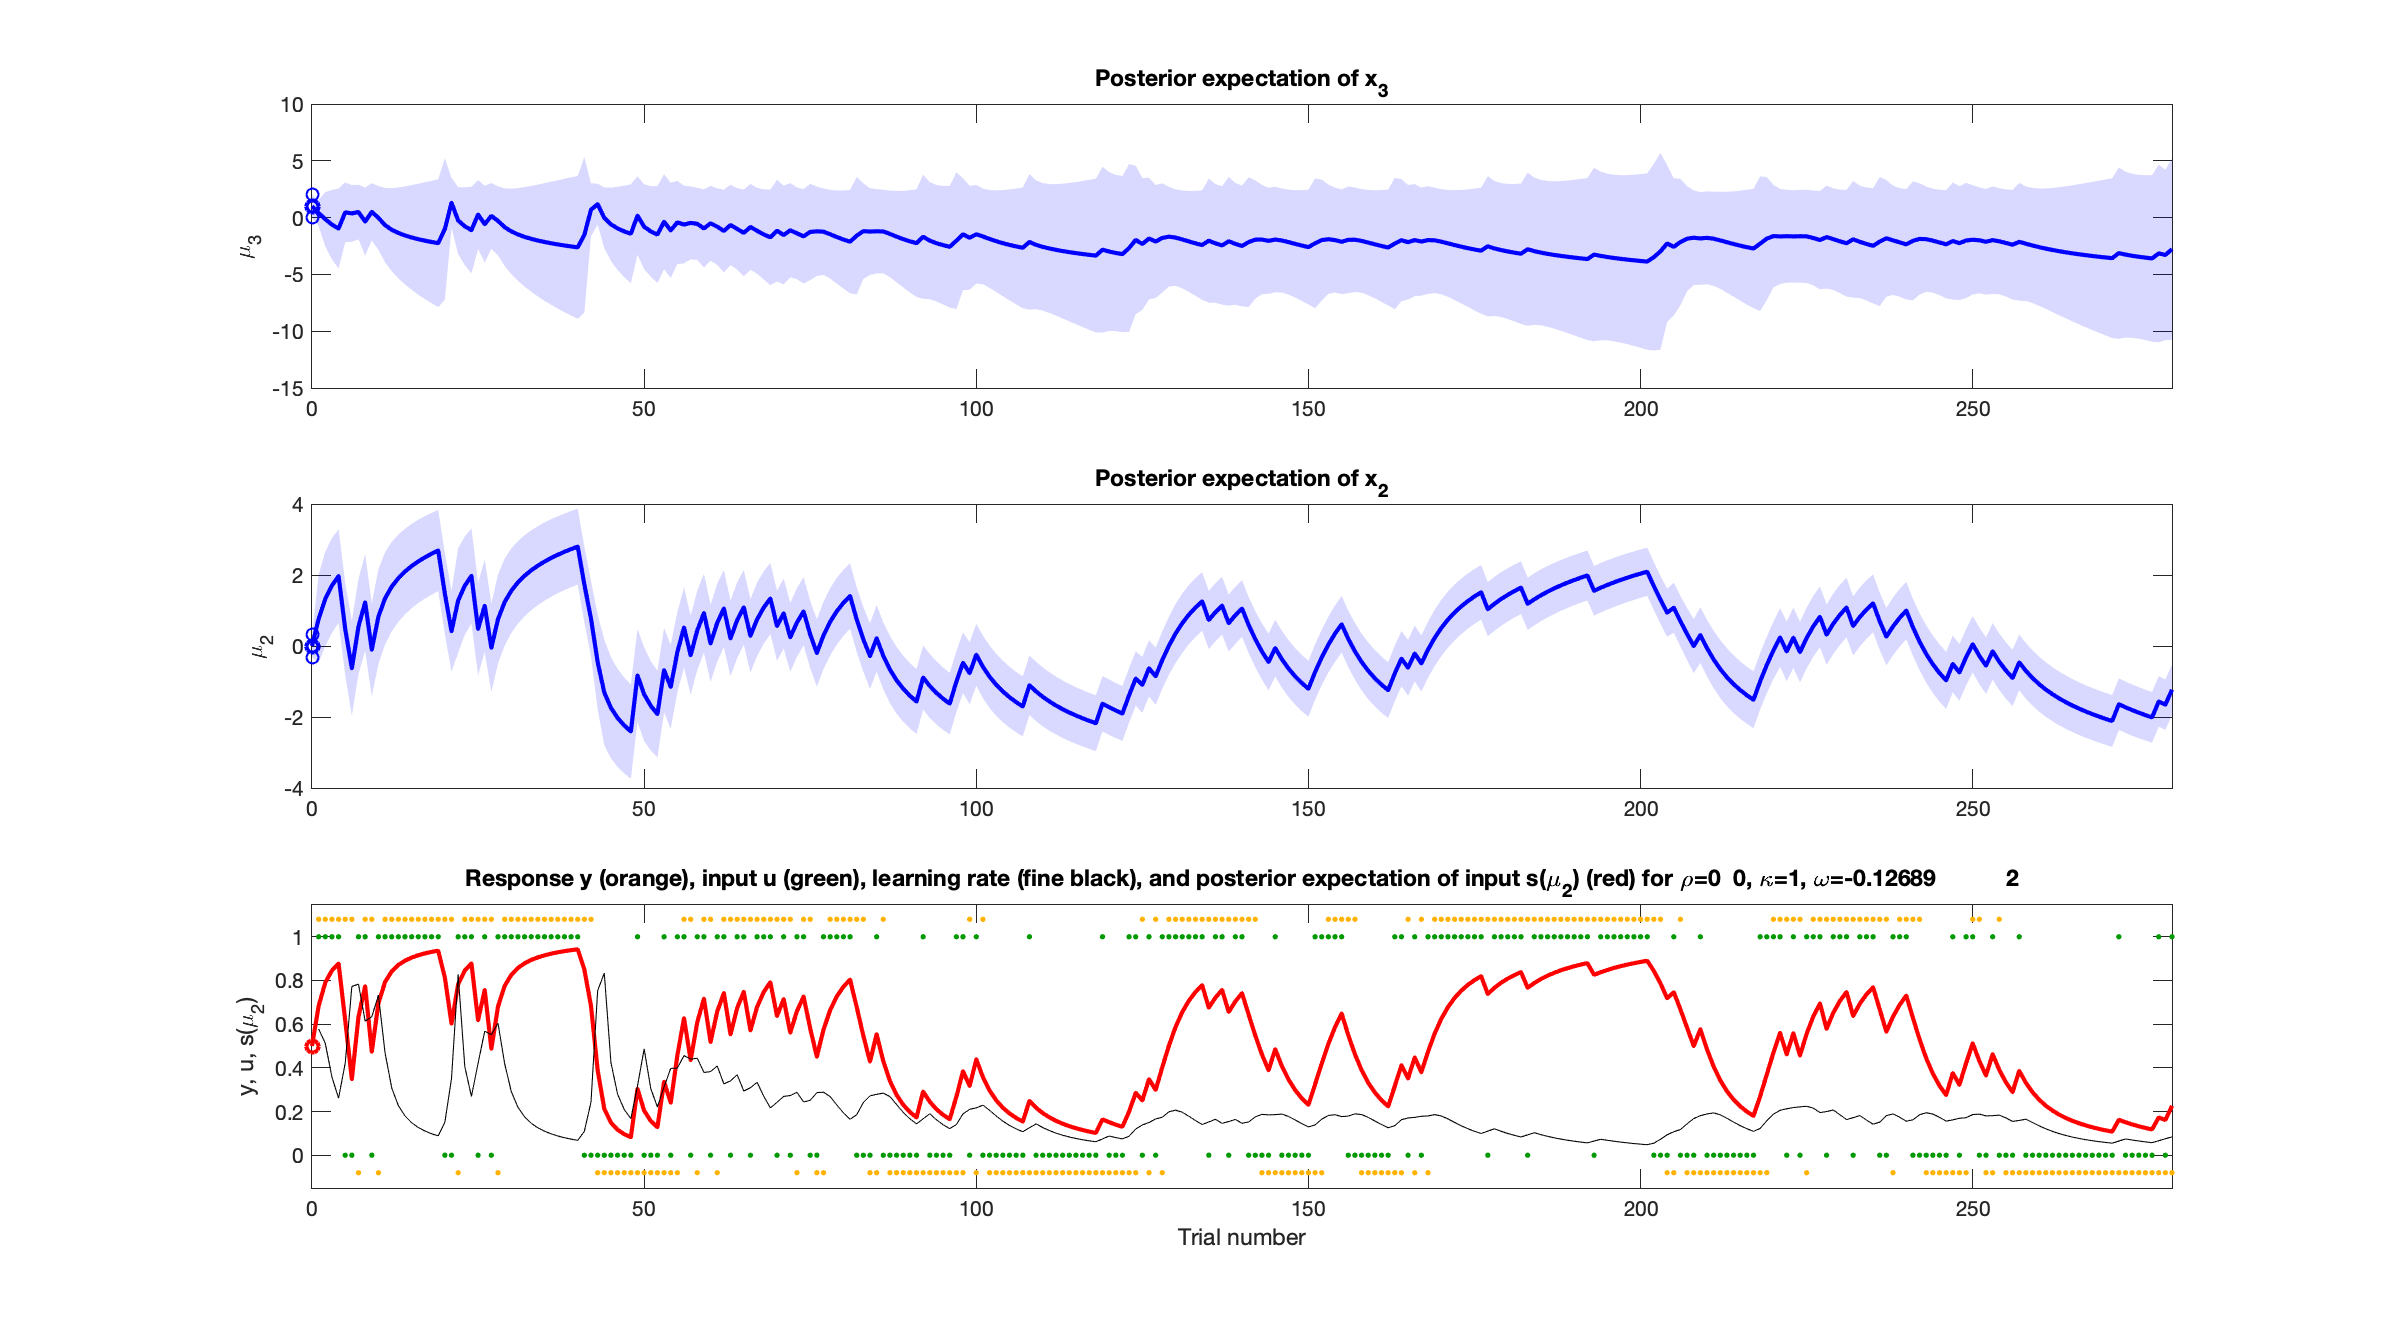 Posterior expectation of x3
10
5
0
-5
-10
-15
μ3
0 50 100 150 200 250
Posterior expectation of x2
4
2
0
-2
-4
μ2
0 50 100 150 200 250
Response y (orange), input u (green), learning rate (fine black), and posterior expectation of input s(μ2) (red) for ρ=0 0, κ=1, ω=-0.12689 2
1
0.8
0.6
0.4
0.2
0
y, u, s(μ2)
0 50 100 150 200 250
Trial number